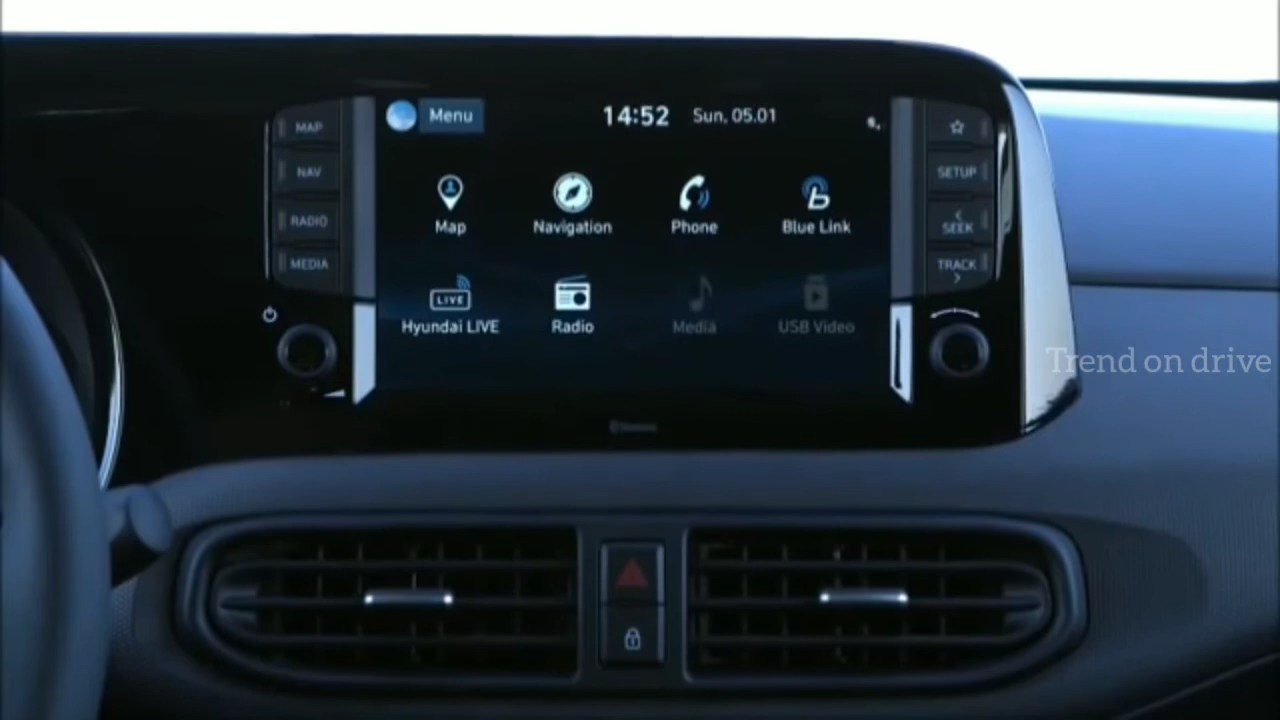 Menu
14:52 Sun, 05.01
MAP
NAV
RADIO
MEDIA
Map Navigation Phone Blue Link
LIVE
Hyundai LIVE Radio Media USB Video
SETUP
SEEK
TRACK
Trend on drive